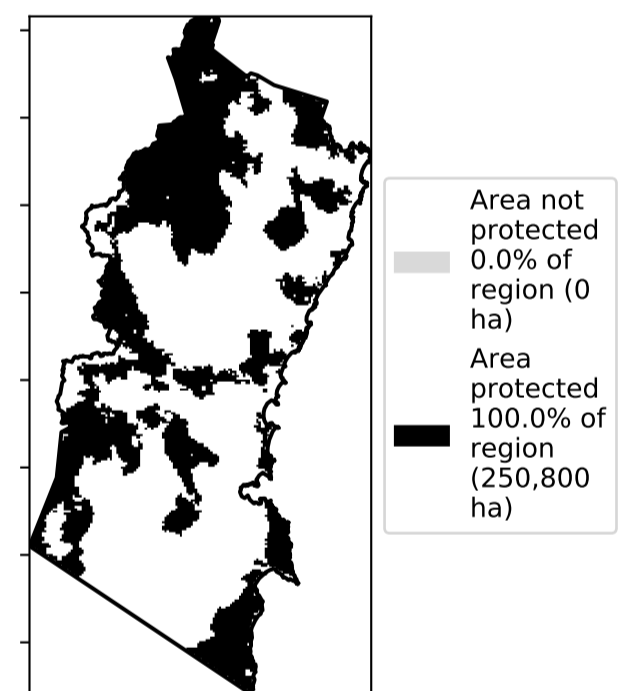 Area not
protected
0.0% of
region (0
ha)
Area
protected
100.0% of
region
(250,800
ha)